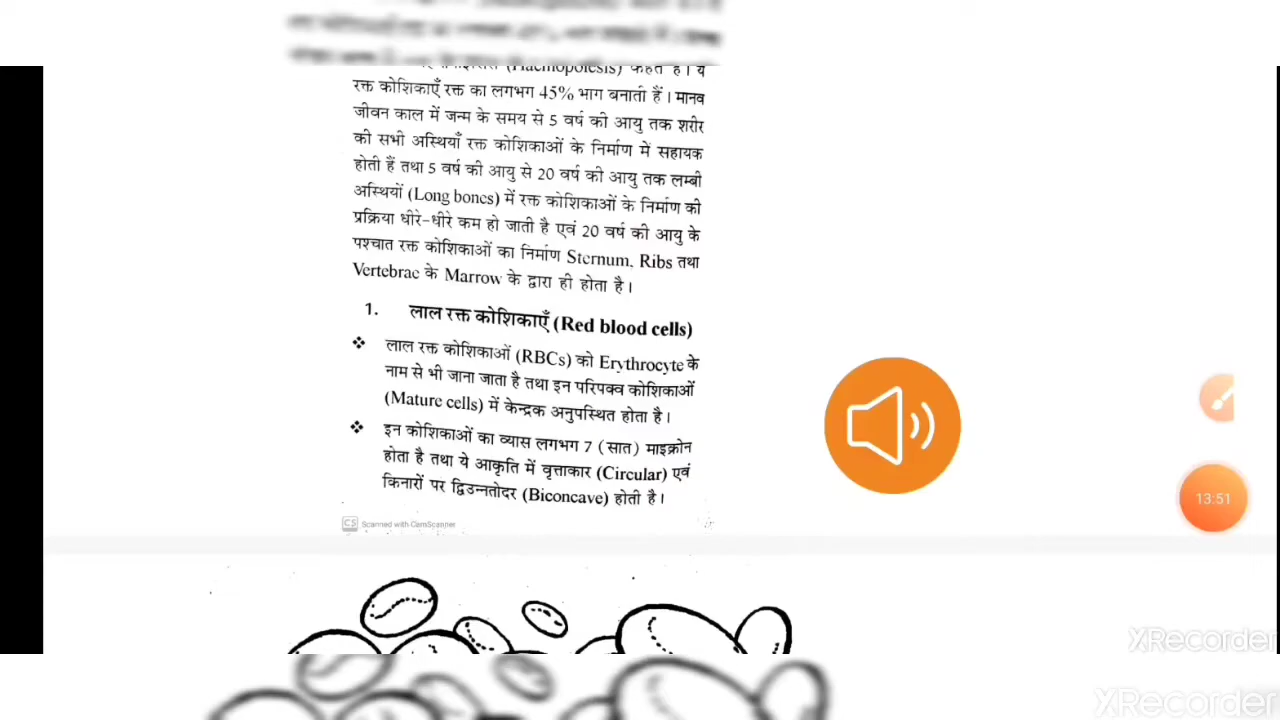 (Haemopoiesis) कहते हैं। ये
रक्त कोशिकाएँ रक्त का लगभग 45% भाग बनाती हैं। मानव
जीवन काल में जन्म के समय से 5 वर्ष की आयु तक शरीर
की सभी अस्थियाँ रक्त कोशिकाओं के निर्माण में सहायक
होती हैं तथा 5 वर्ष की आयु से 20 वर्ष की आयु तक लम्बी
अस्थियों (Long bones) में रक्त कोशिकाओं के निर्माण की
प्रक्रिया धीरे-धीरे कम हो जाती है एवं 20 वर्ष की आयु के
पश्चात रक्त कोशिकाओं का निर्माण Sternum, Ribs तथा
Vertebrae के Marrow के द्वारा ही होता है।
1. लाल रक्त कोशिकाएँ (Red blood cells)
❖ लाल रक्त कोशिकाओं (RBCs) को Erythrocyte के
नाम से भी जाना जाता है तथा इन परिपक्व कोशिकाओं
(Mature cells) में केन्द्रक अनुपस्थित होता है।
❖ इन कोशिकाओं का व्यास लगभग 7 (सात) माइक्रोन
होता है तथा ये आकृति में वृत्ताकार (Circular) एवं
किनारों पर द्विउन्नतोदर (Biconcave) होती है।
CS Scanned with CamScanner
13:51
XRecorder
XRecorder